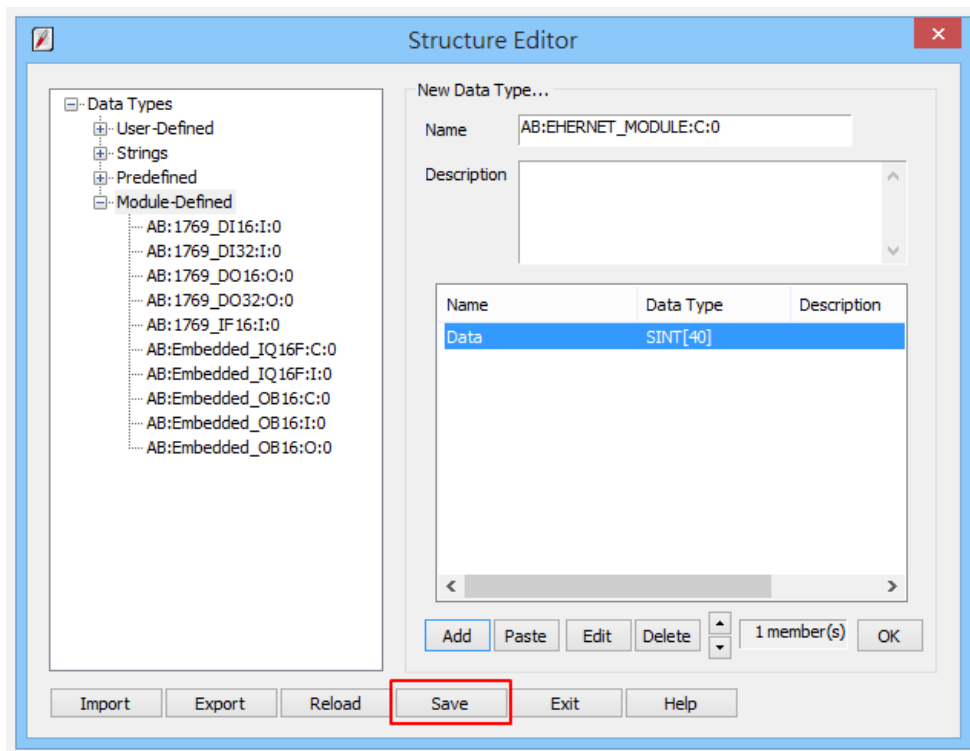 Structure Editor
Data Types
User-Defined
Strings
Predefined
Module-Defined
AB:1769_DI16:I:0
AB:1769_DI32:I:0
AB:1769_DO16:O:0
AB:1769_DO32:O:0
AB:1769_IF16:I:0
AB:Embedded_IQ16F:C:0
AB:Embedded_IQ16F:I:0
AB:Embedded_OB16:C:0
AB:Embedded_OB16:I:0
AB:Embedded_OB16:O:0
New Data Type...
Name AB:EHERNET_MODULE:C:0
Description
Name Data Type Description
Data SINT[40]
Add Paste Edit Delete 1 member(s) OK
Import Export Reload Save Exit Help